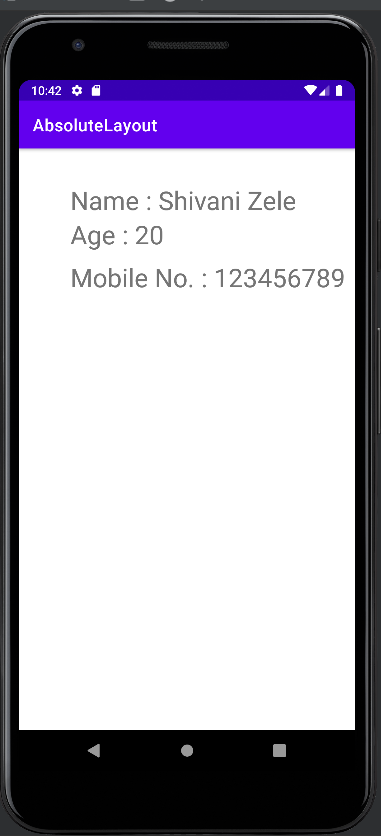 10:42
AbsoluteLayout
Name : Shivani Zele
Age : 20
Mobile No. : 123456789